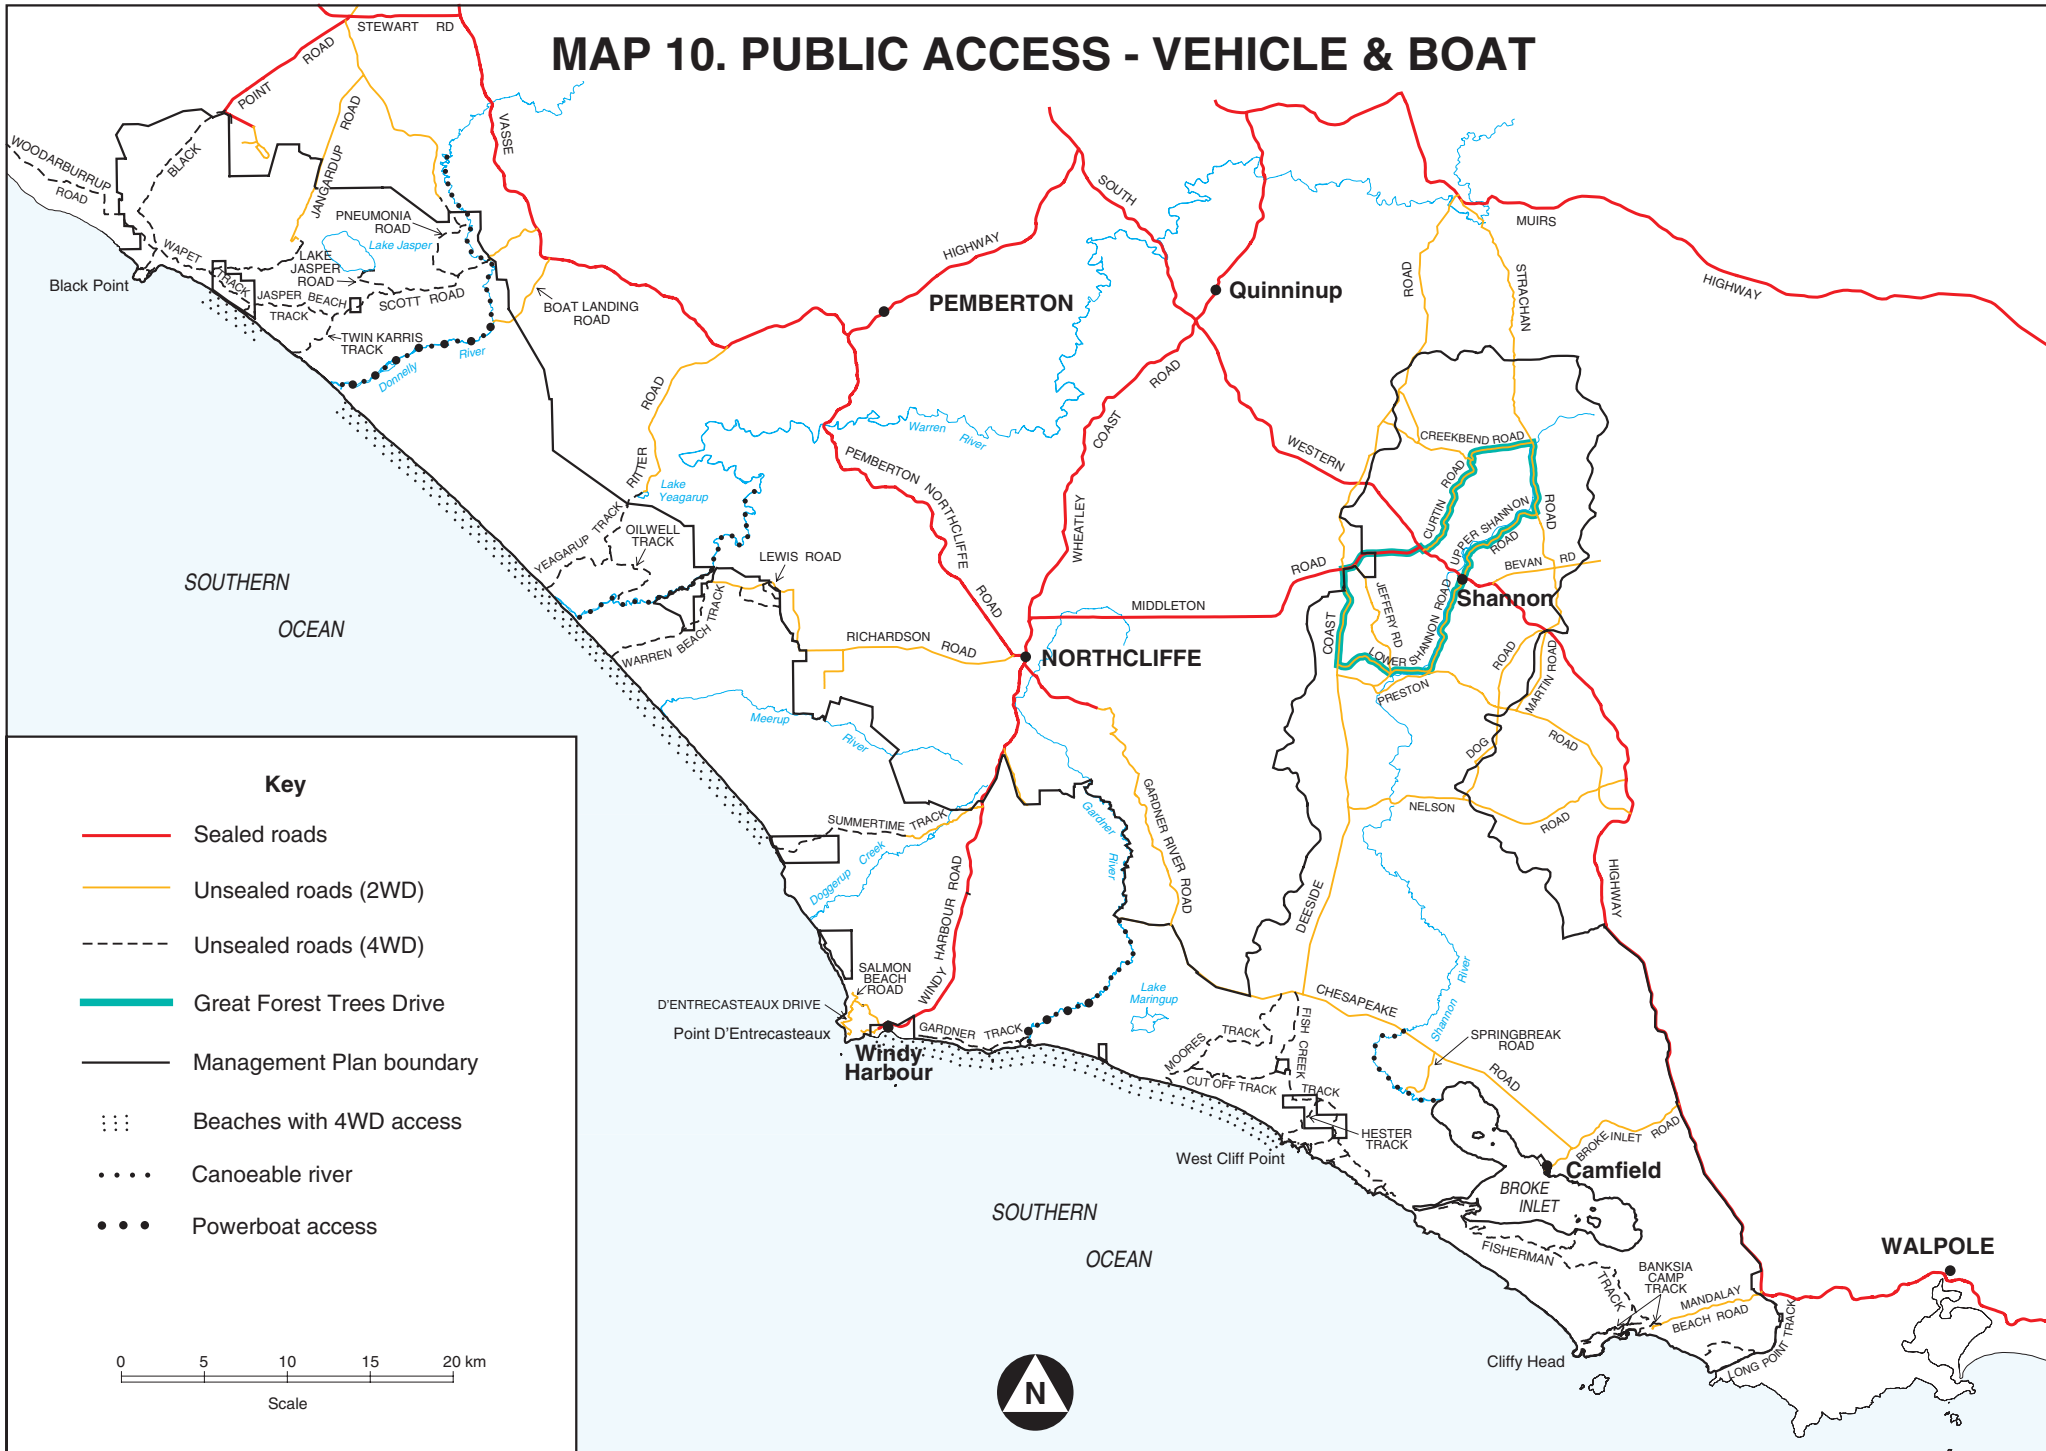 MAP 10. PUBLIC ACCESS - VEHICLE & BOAT
STEWART RD
POINT ROAD
VASSE
JANGARDUP ROAD
BLACK
WOODARBURRUP
ROAD
PNEUMONIA
ROAD
Lake Jasper
LAKE
JASPER
ROAD
WAPET TRACK
Black Point
JASPER BEACH
TRACK
SCOTT ROAD
TWIN KARRIS
TRACK
BOAT LANDING
ROAD
Donnelly River
SOUTH
HIGHWAY
PEMBERTON
Quinninup
MUIRS
HIGHWAY
ROAD
STRACHAN
ROAD
COAST ROAD
WHEATLEY
WESTERN
Warren River
RITTER ROAD
Lake
Yeagarup
PEMBERTON NORTHCLIFFE ROAD
YEAGARUP TRACK
OILWELL
TRACK
LEWIS ROAD
WARREN BEACH TRACK
RICHARDSON ROAD
NORTHCLIFFE
MIDDLETON ROAD
CREEKBEND ROAD
CURTIN ROAD
UPPER SHANNON
ROAD
BEVAN RD
Shannon
JEFFERY RD
COAST
LOWER SHANNON ROAD
PRESTON
ROAD
MARTIN ROAD
DOG ROAD
NELSON
ROAD
HIGHWAY
SOUTHERN
OCEAN
Meerup
River
SUMMERTIME TRACK
Doggerup Creek
Gardner
River
GARDNER RIVER ROAD
WINDY HARBOUR ROAD
DEESIDE
SALMON
BEACH
ROAD
D'ENTRECASTEAUX DRIVE
Point D'Entrecasteaux
Windy
Harbour
GARDNER TRACK
Lake
Maringup
CHESAPEAKE
ROAD
Shannon River
SPRINGBREAK
ROAD
MOORES TRACK
FISH CREEK
TRACK
CUT OFF TRACK
HESTER
TRACK
West Cliff Point
BROKE INLET ROAD
Camfield
BROKE
INLET
SOUTHERN
OCEAN
FISHERMAN
TRACK
BANKSIA
CAMP
TRACK
MANDALAY
BEACH ROAD
LONG POINT TRACK
Cliffy Head
WALPOLE
Key
Sealed roads
Unsealed roads (2WD)
Unsealed roads (4WD)
Great Forest Trees Drive
Management Plan boundary
Beaches with 4WD access
Canoeable river
Powerboat access
0 5 10 15 20 km
Scale
N